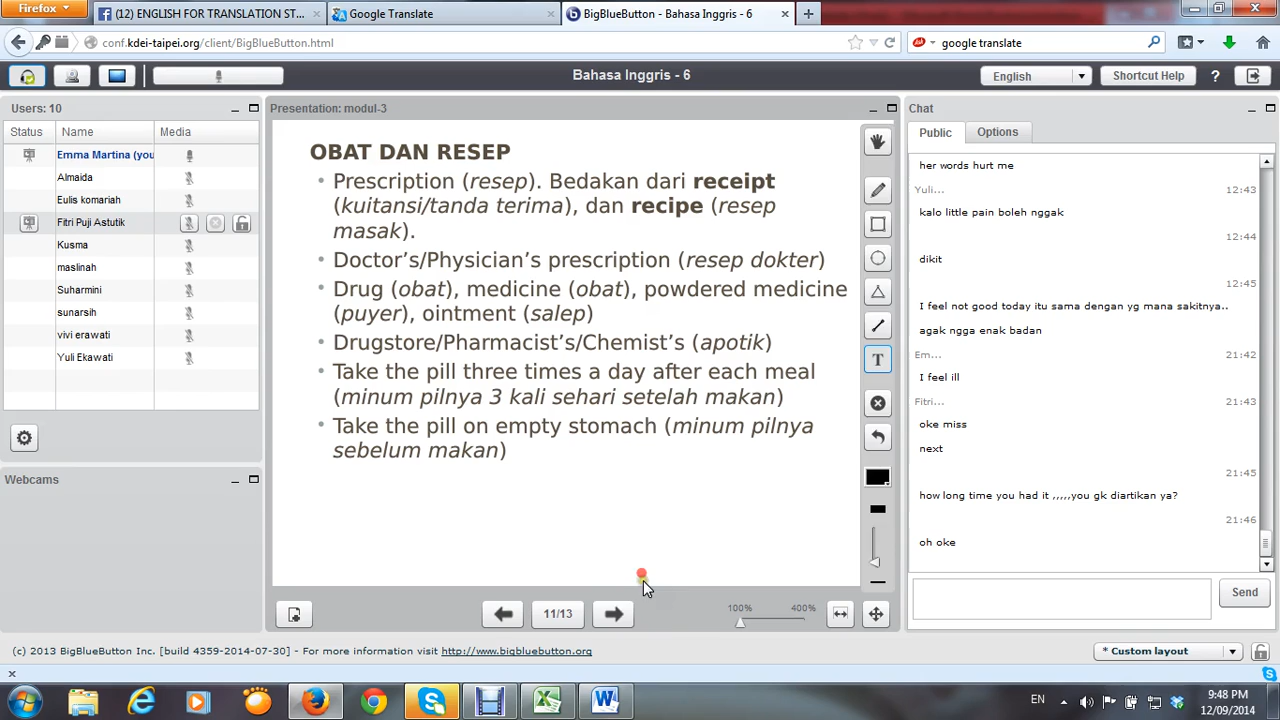 Firefox
(12) ENGLISH FOR TRANSLATION ST...
Google Translate
BigBlueButton - Bahasa Inggris - 6
conf.kdei-taipei.org/client/BigBlueButton.html
google translate
Bahasa Inggris - 6
English
Shortcut Help
?
Users: 10
Status Name Media
Emma Martina (you
Almaida
Eulis komariah
Fitri Puji Astutik
Kusma
maslinah
Suharmini
sunarsih
vivi erawati
Yuli Ekawati
Webcams
Presentation: modul-3
OBAT DAN RESEP
• Prescription (resep). Bedakan dari receipt
(kuitansi/tanda terima), dan recipe (resep
masak).
• Doctor’s/Physician’s prescription (resep dokter)
• Drug (obat), medicine (obat), powdered medicine
(puyer), ointment (salep)
• Drugstore/Pharmacist’s/Chemist’s (apotik)
• Take the pill three times a day after each meal
(minum pilnya 3 kali sehari setelah makan)
• Take the pill on empty stomach (minum pilnya
sebelum makan)
T
11/13
100% 400%
Chat
Public Options
her words hurt me
Yuli... 12:43
kalo little pain boleh nggak
12:44
dikit
12:45
I feel not good today itu sama dengan yg mana sakitnya..
agak ngga enak badan
Em... 21:42
I feel ill
Fitri... 21:43
oke miss
next
21:45
how long time you had it ,,,,,you gk diartikan ya?
21:46
oh oke
Send
(c) 2013 BigBlueButton Inc. [build 4359-2014-07-30] - For more information visit http://www.bigbluebutton.org
* Custom layout
EN
9:48 PM
12/09/2014